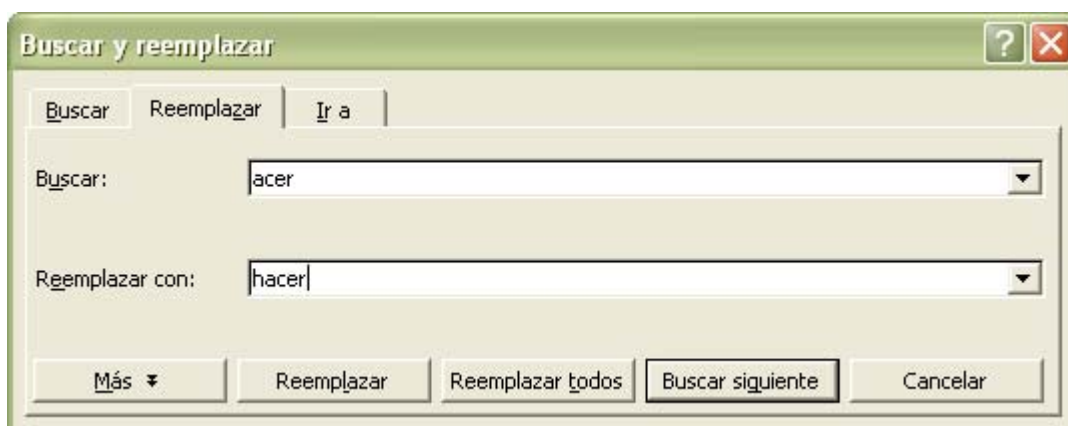 Buscar y reemplazar
Buscar Reemplazar Ir a
Buscar: acer
Reemplazar con: hacer
Más Reemplazar Reemplazar todos Buscar siguiente Cancelar